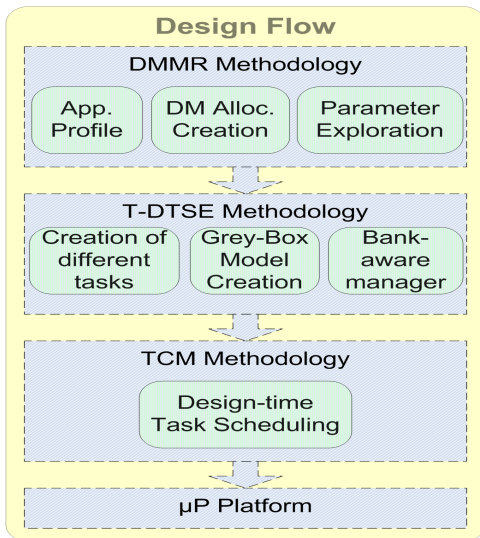 Design Flow
DMMR Methodology
App.
Profile
DM Alloc.
Creation
Parameter
Exploration
T-DTSE Methodology
Creation of
different
tasks
Grey-Box
Model
Creation
Bank-
aware
manager
TCM Methodology
Design-time
Task Scheduling
µP Platform